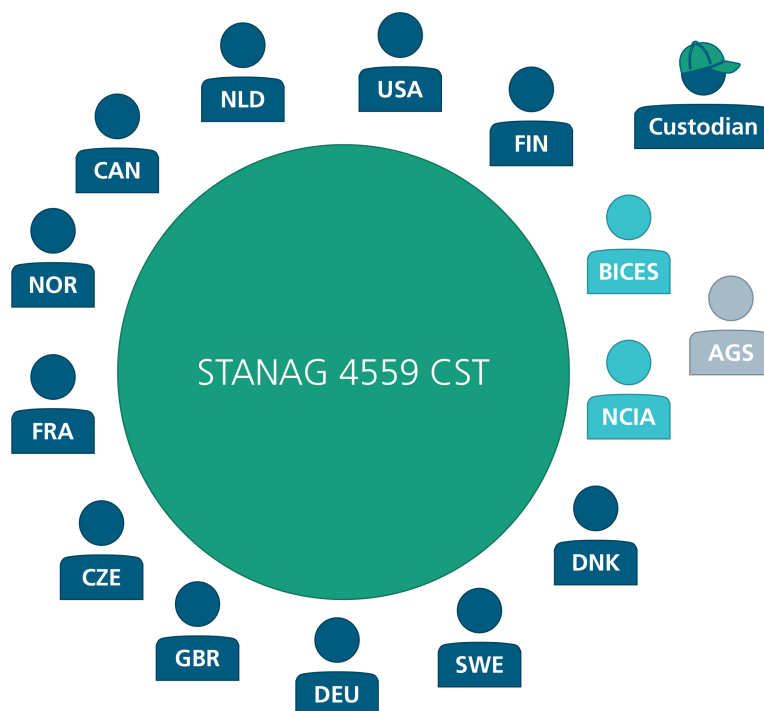 USA
NLD
Custodian
FIN
CAN
BICES
NOR
AGS
STANAG 4559 CST
NCIA
FRA
DNK
CZE
GBR
SWE
DEU